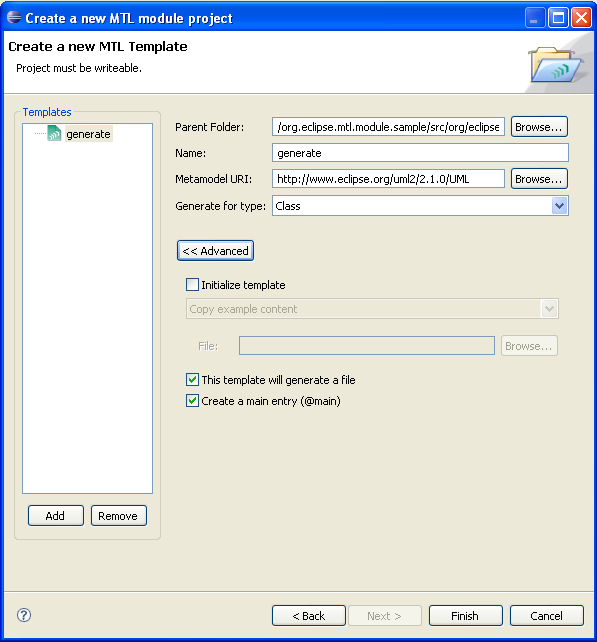 Create a new MTL module project
Create a new MTL Template
Project must be writeable.
Templates
generate
Parent Folder: /org.eclipse.mtl.module.sample/src/org/eclipse Browse...
Name: generate
Metamodel URI: http://www.eclipse.org/uml2/2.1.0/UML Browse...
Generate for type: Class
<< Advanced
Initialize template
Copy example content
File: Browse...
This template will generate a file
Create a main entry (@main)
Add Remove
? < Back Next > Finish Cancel